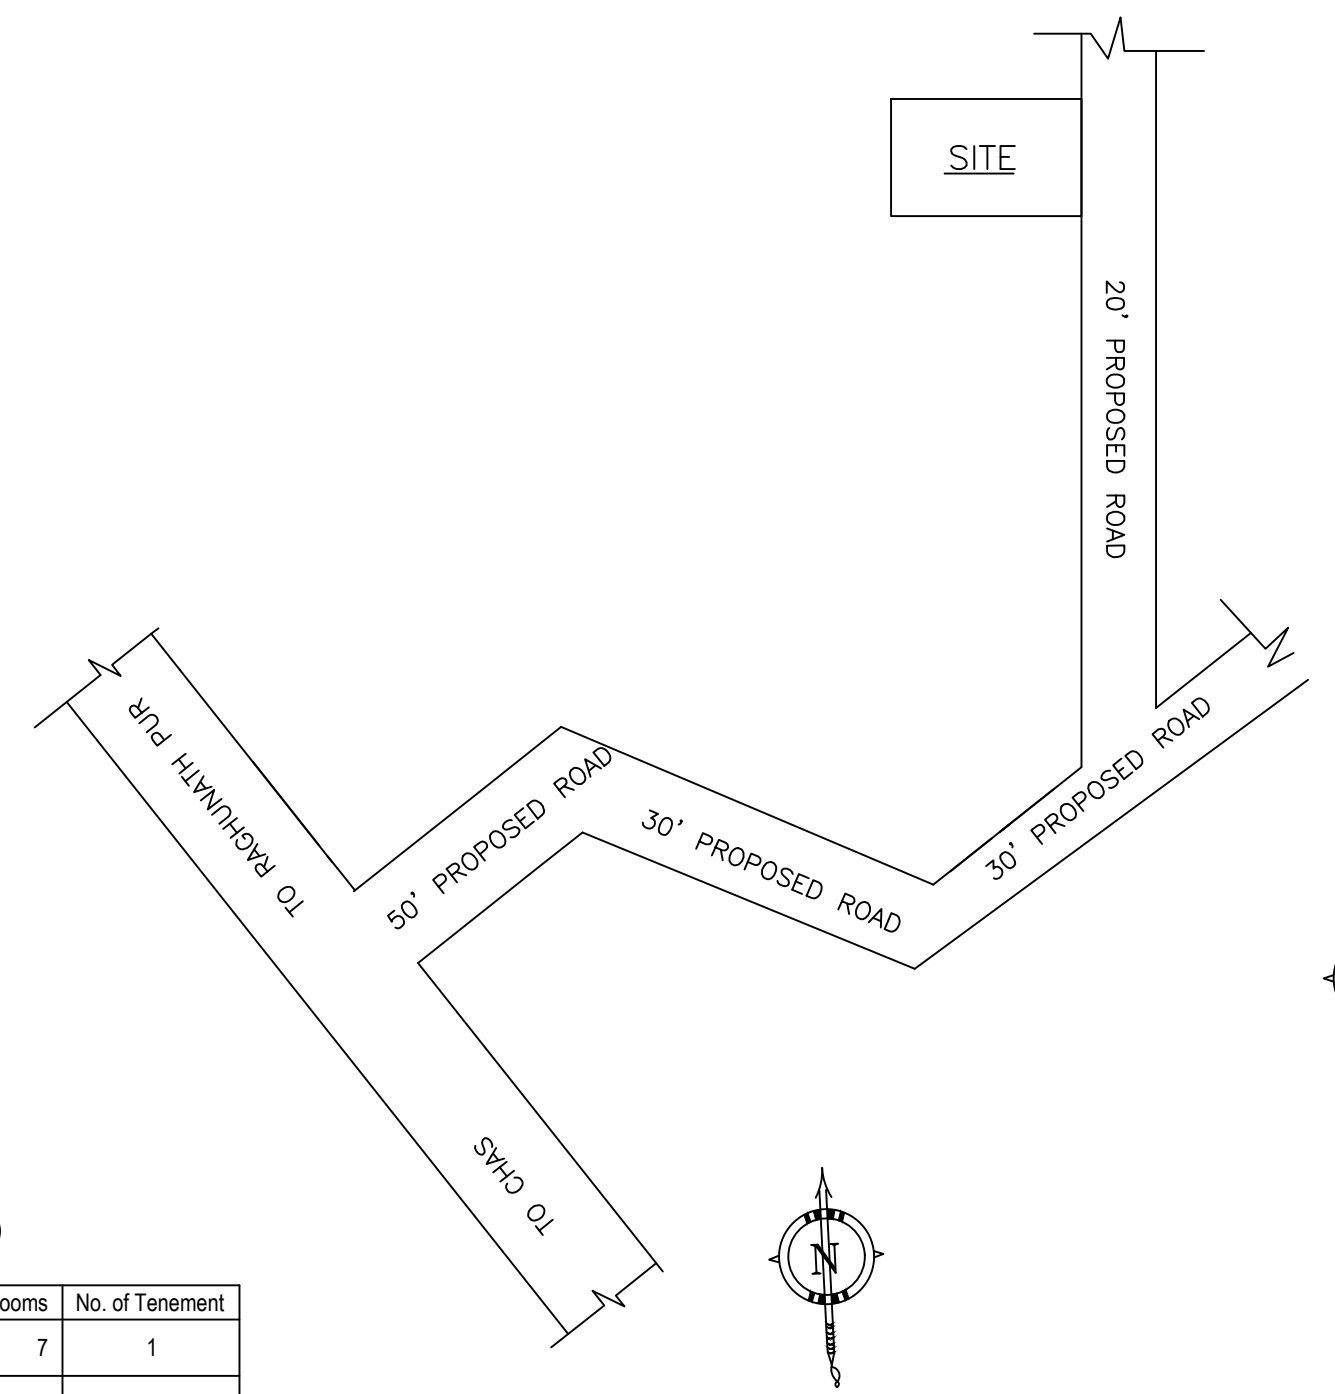 SITE
20' PROPOSED ROAD
TO RAGHUNATH PUR
50' PROPOSED ROAD
30' PROPOSED ROAD
30' PROPOSED ROAD
TO CHAS
N
ooms No. of Tenement
7 1